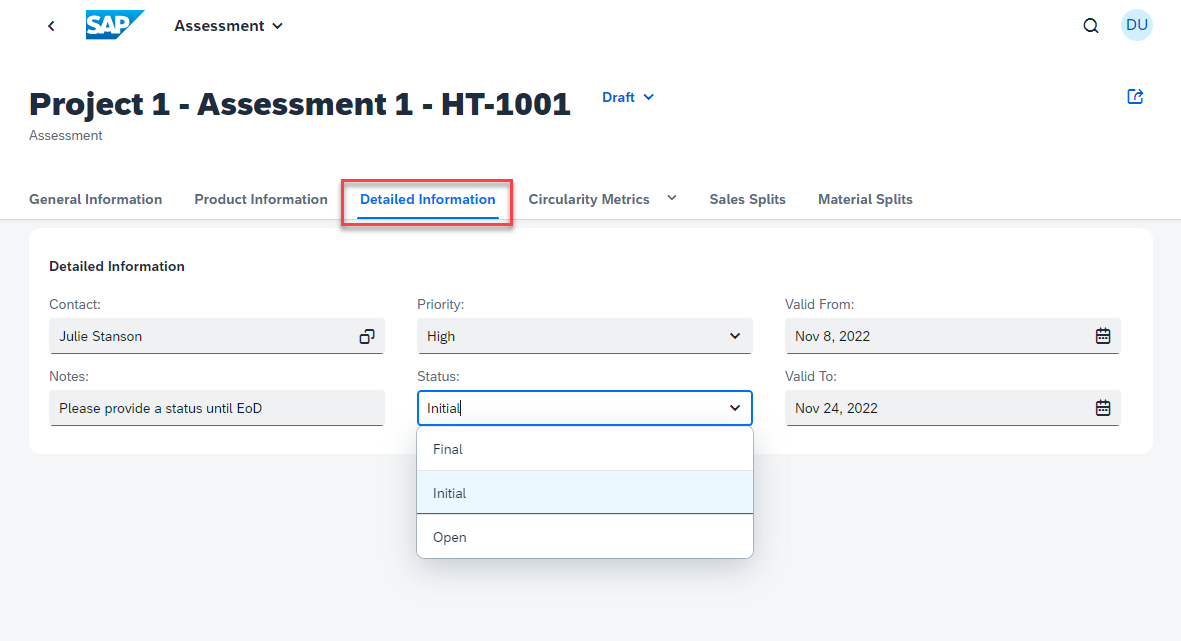 SAP Assessment DU
Project 1 - Assessment 1 - HT-1001 Draft
Assessment
General Information Product Information Detailed Information Circularity Metrics Sales Splits Material Splits
Detailed Information
Contact: Priority: Valid From:
Julie Stanson High Nov 8, 2022
Notes: Status: Valid To:
Please provide a status until EoD Initial Nov 24, 2022
Final
Initial
Open